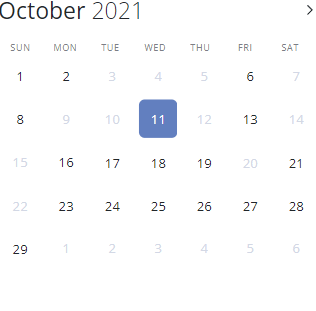 October 2021 >
SUN MON TUE WED THU FRI SAT
1 2 3 4 5 6 7
8 9 10 11 12 13 14
15 16 17 18 19 20 21
22 23 24 25 26 27 28
29 1 2 3 4 5 6